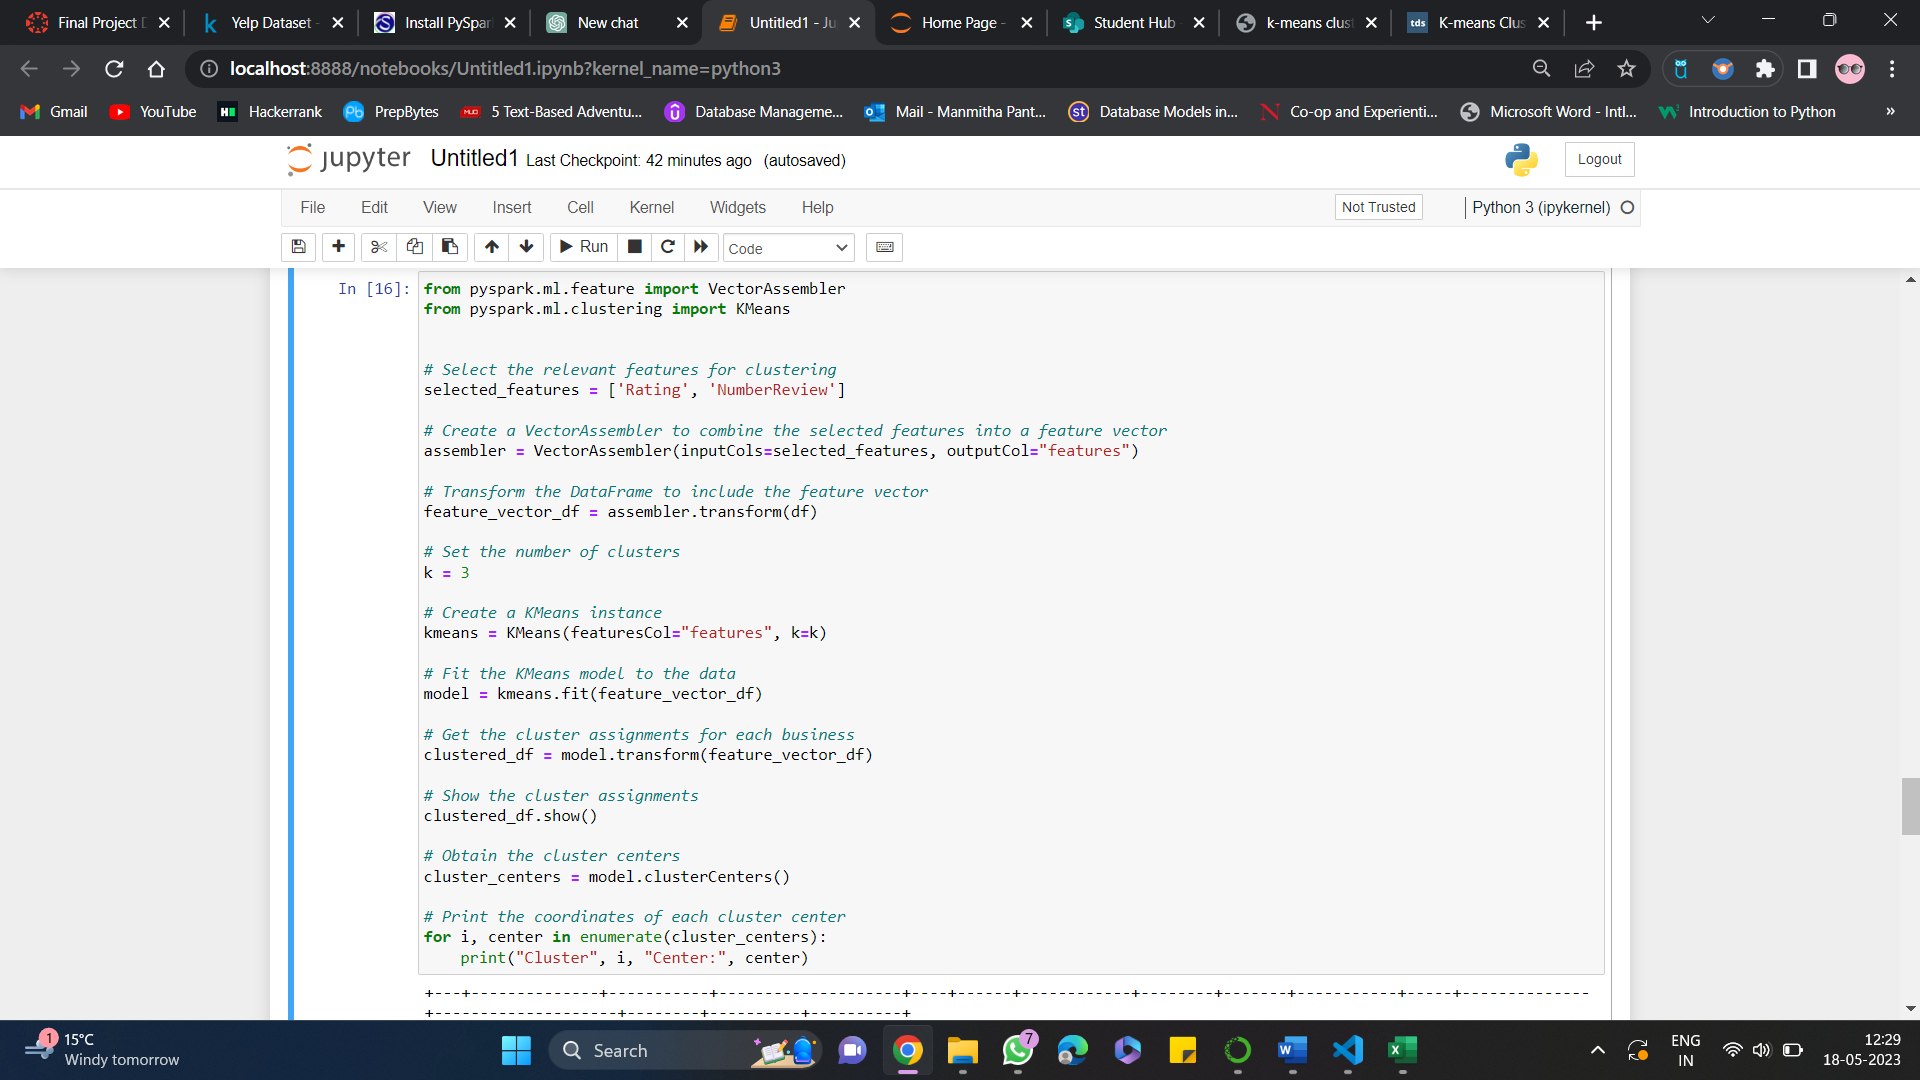 Final Project D
Yelp Dataset -
Install PySpar
New chat
Untitled1 - Ju
Home Page -
Student Hub
k-means clus
tds K-means Clus
localhost:8888/notebooks/Untitled1.ipynb?kernel_name=python3
Gmail
YouTube
Hackerrank
PrepBytes
5 Text-Based Adventu...
Database Manageme...
Mail - Manmitha Pant...
st Database Models in...
Co-op and Experienti...
Microsoft Word - Intl...
Introduction to Python
»
jupyter Untitled1 Last Checkpoint: 42 minutes ago (autosaved)
Logout
File Edit View Insert Cell Kernel Widgets Help
Not Trusted
Python 3 (ipykernel)
Run
Code
In [16]: from pyspark.ml.feature import VectorAssembler
from pyspark.ml.clustering import KMeans
# Select the relevant features for clustering
selected_features = ['Rating', 'NumberReview']
# Create a VectorAssembler to combine the selected features into a feature vector
assembler = VectorAssembler(inputCols=selected_features, outputCol="features")
# Transform the DataFrame to include the feature vector
feature_vector_df = assembler.transform(df)
# Set the number of clusters
k = 3
# Create a KMeans instance
kmeans = KMeans(featuresCol="features", k=k)
# Fit the KMeans model to the data
model = kmeans.fit(feature_vector_df)
# Get the cluster assignments for each business
clustered_df = model.transform(feature_vector_df)
# Show the cluster assignments
clustered_df.show()
# Obtain the cluster centers
cluster_centers = model.clusterCenters()
# Print the coordinates of each cluster center
for i, center in enumerate(cluster_centers):
    print("Cluster", i, "Center:", center)
+---+--------------+-----------+--------------------+----+------+------------+--------+-------+-----------+-----+--------------
+--------------------+--------+----------+----------+
1
15°C
Windy tomorrow
Search
7
ENG
IN
12:29
18-05-2023